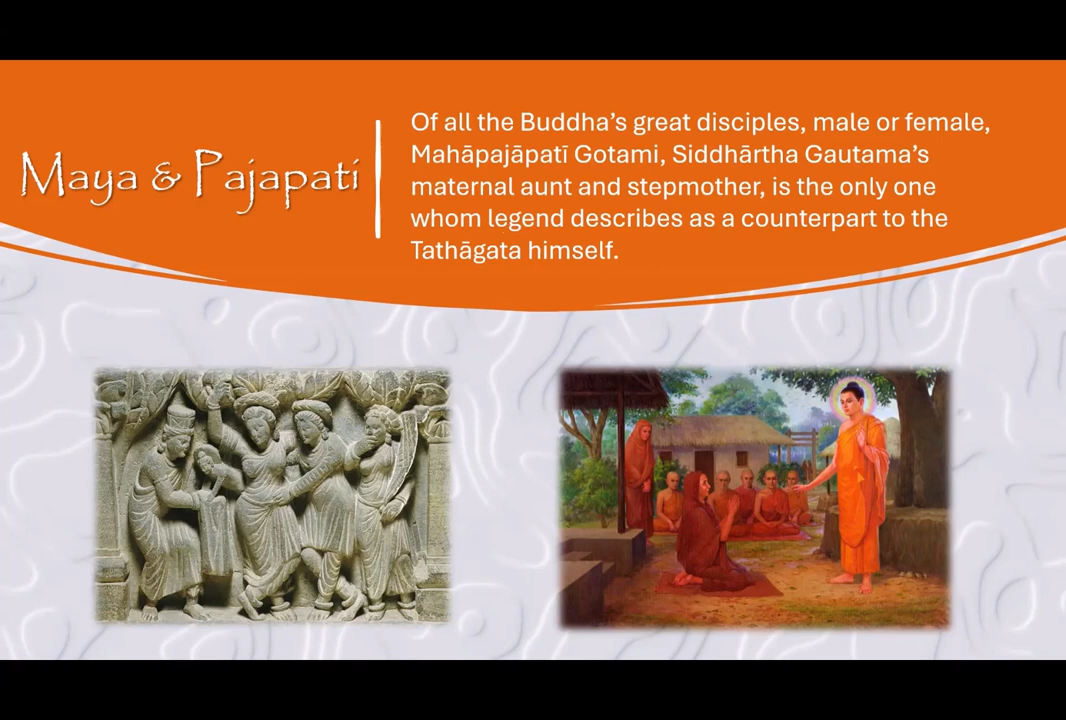 Maya & Pajapati
Of all the Buddha’s great disciples, male or female,
Mahāpajāpatī Gotami, Siddhārtha Gautama’s
maternal aunt and stepmother, is the only one
whom legend describes as a counterpart to the
Tathāgata himself.